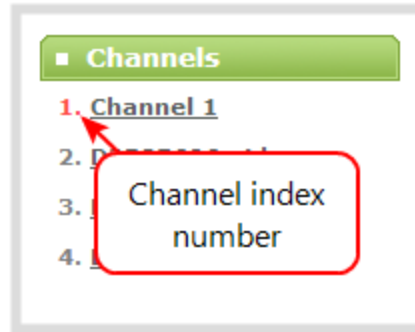 Channels
1. Channel 1
2.
3.
4.
Channel index
number